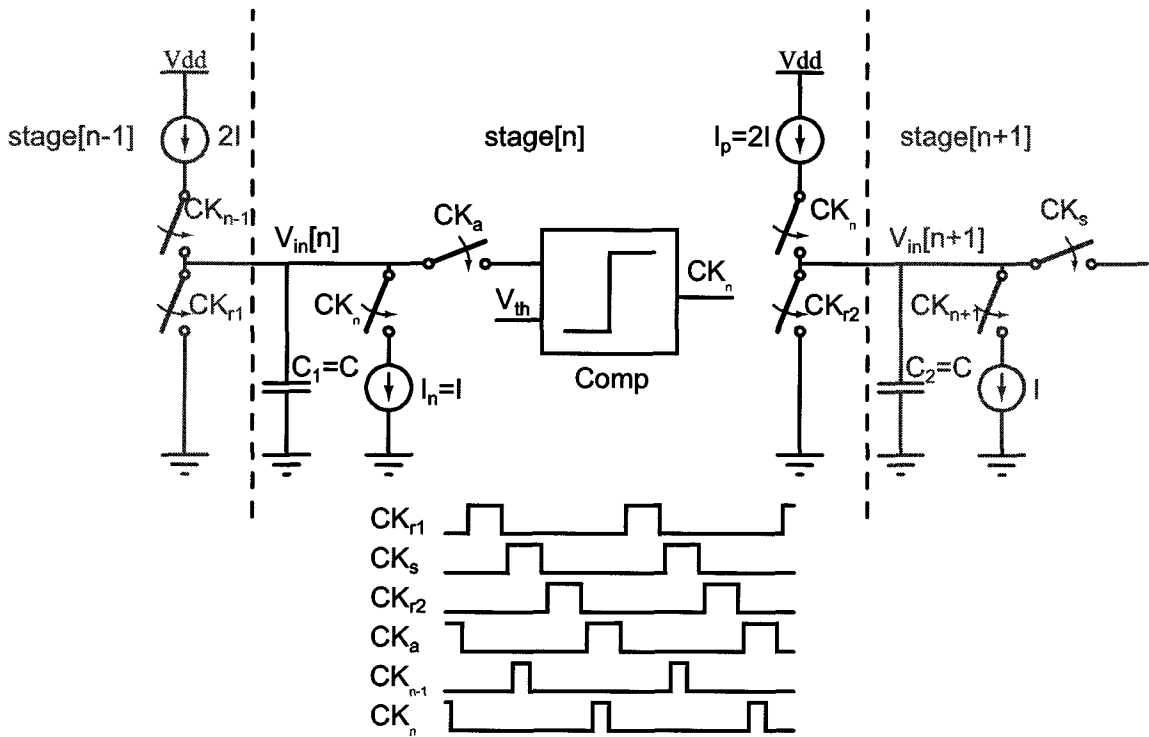 Vdd
Vdd
stage[n-1]
2I
stage[n]
Ip=2I
stage[n+1]
CKn-1
CKa
CKn
CKs
Vin[n]
Vin[n+1]
CKn
CKr1
CKn
Vth
CKr2
CKn+1
C1=C
In=I
Comp
C2=C
I
CKr1
CKs
CKr2
CKa
CKn-1
CKn